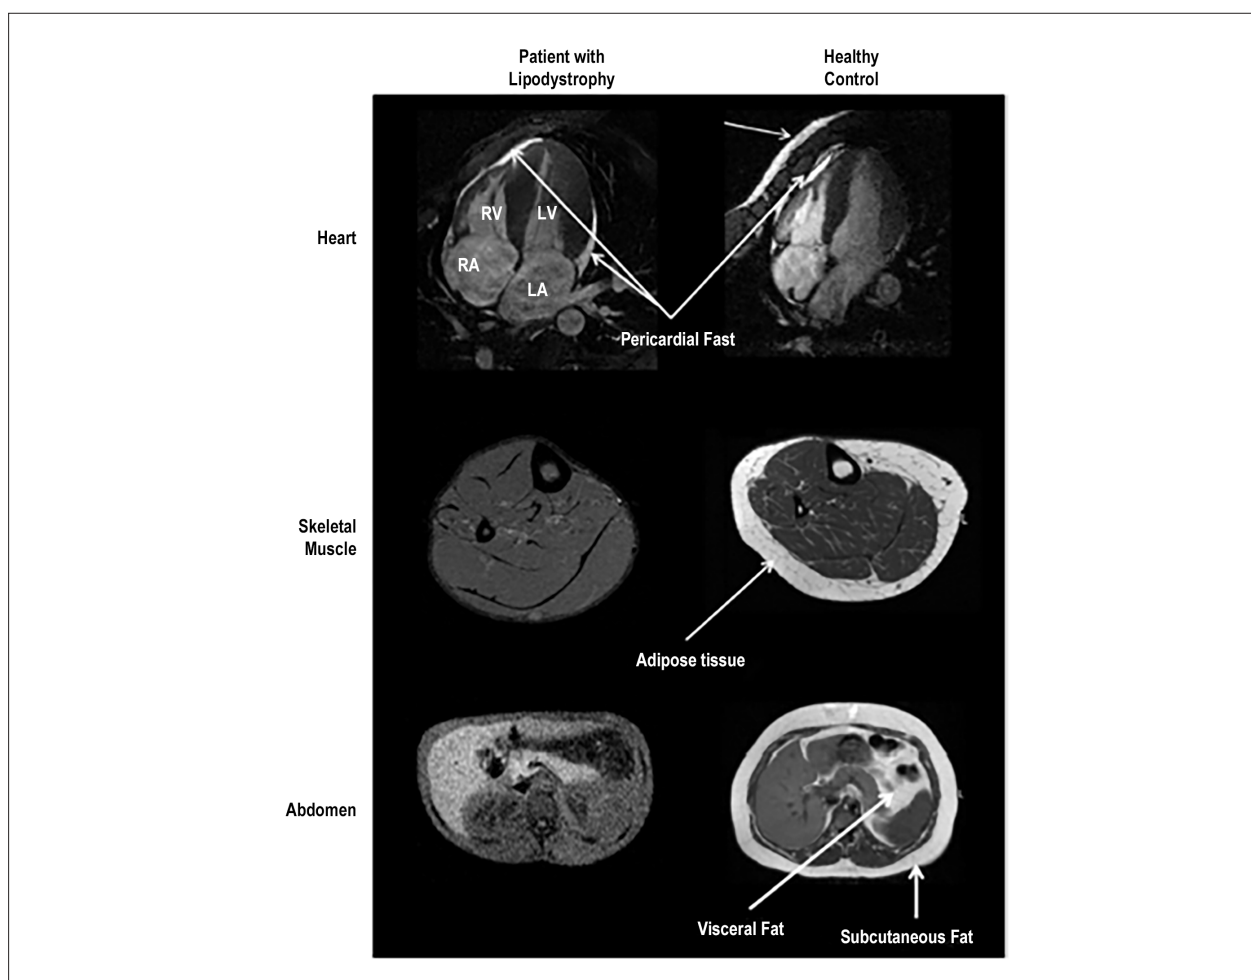 Patient with
Lipodystrophy
Healthy
Control
Heart
RV
LV
RA
LA
Pericardial Fast
Skeletal
Muscle
Adipose tissue
Abdomen
Visceral Fat
Subcutaneous Fat